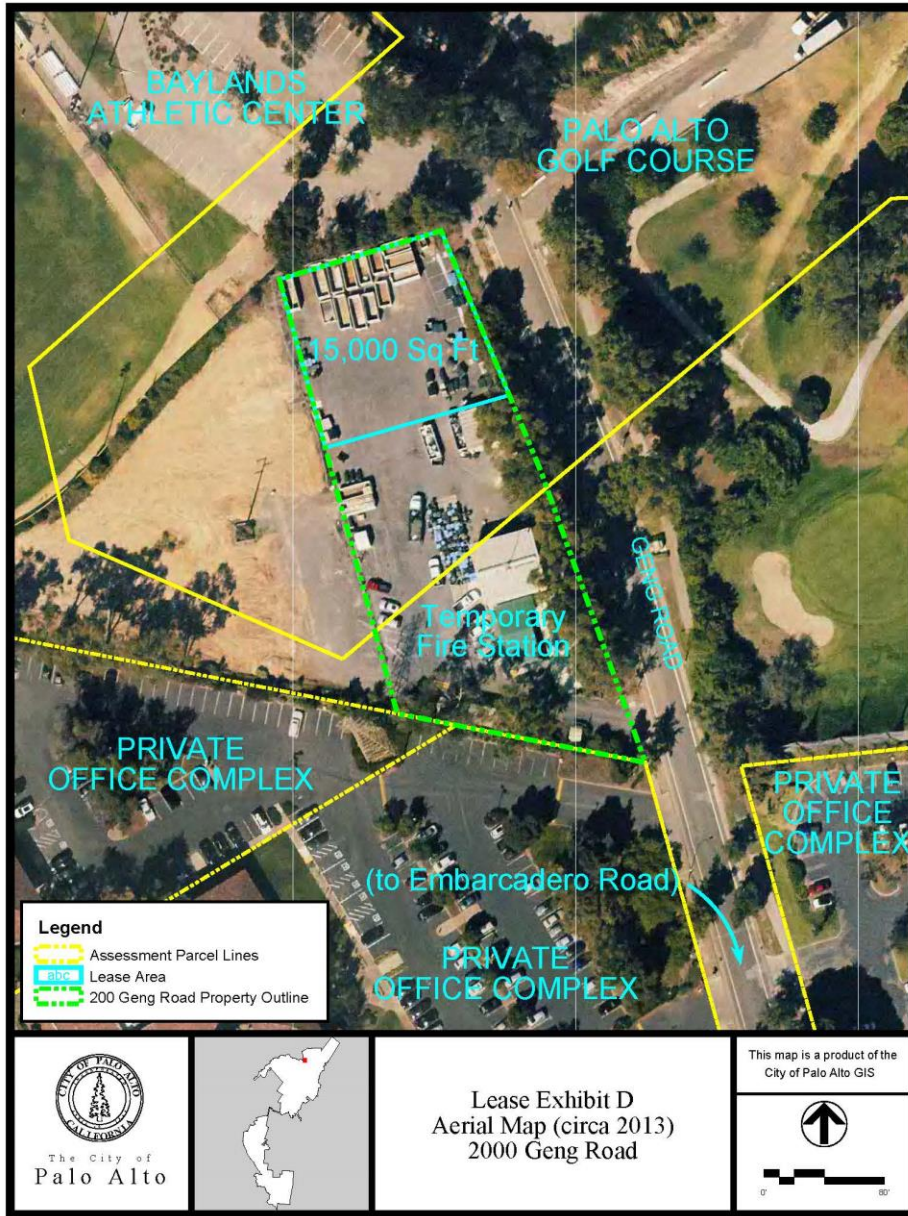 BAYLANDS
ATHLETIC CENTER
PALO ALTO
GOLF COURSE
15,000 Sq Ft
GENG ROAD
Temporary
Fire Station
PRIVATE
OFFICE COMPLEX
PRIVATE
OFFICE
COMPLEX
(to Embarcadero Road)
PRIVATE
OFFICE COMPLEX
Legend
Assessment Parcel Lines
abc
Lease Area
200 Geng Road Property Outline
CITY OF PALO ALTO
CALIFORNIA
The City of
Palo Alto
Lease Exhibit D
Aerial Map (circa 2013)
2000 Geng Road
This map is a product of the
City of Palo Alto GIS
0'
80'